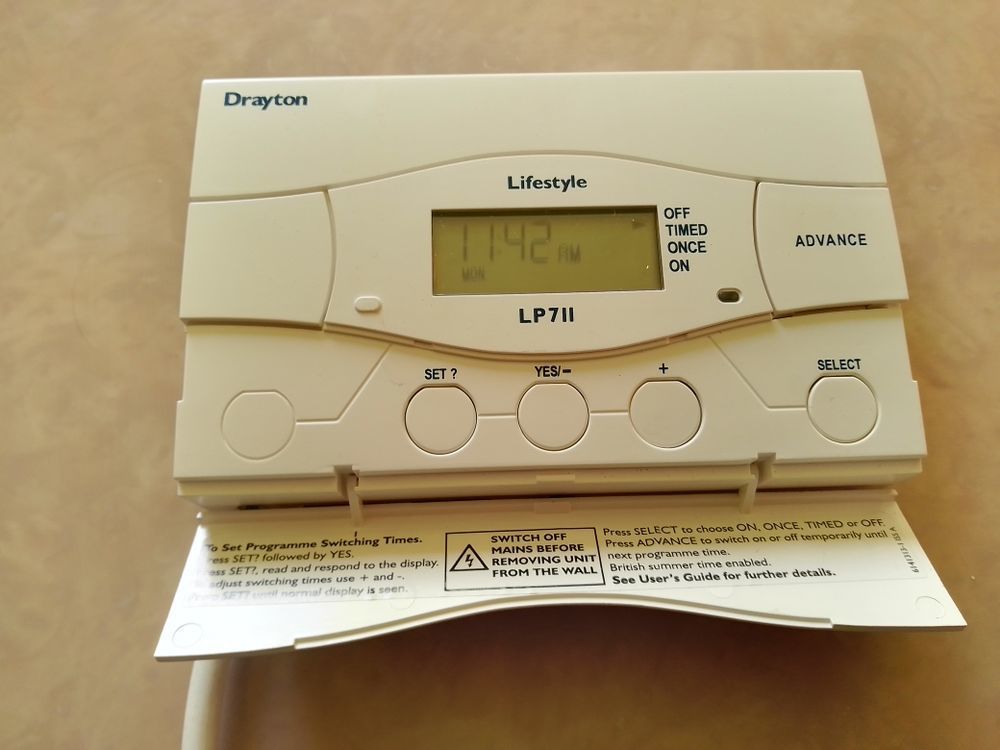 Drayton
Lifestyle
11:42 AM
MON
OFF
TIMED
ONCE
ON
ADVANCE
LP711
SET ?
YES/−
+
SELECT
To Set Programme Switching Times.
Press SET? followed by YES.
Press SET?, read and respond to the display.
To adjust switching times use + and -.
Press SET? until normal display is seen.
SWITCH OFF
MAINS BEFORE
REMOVING UNIT
FROM THE WALL
Press SELECT to choose ON, ONCE, TIMED or OFF.
Press ADVANCE to switch on or off temporarily until
next programme time.
British summer time enabled.
See User's Guide for further details.